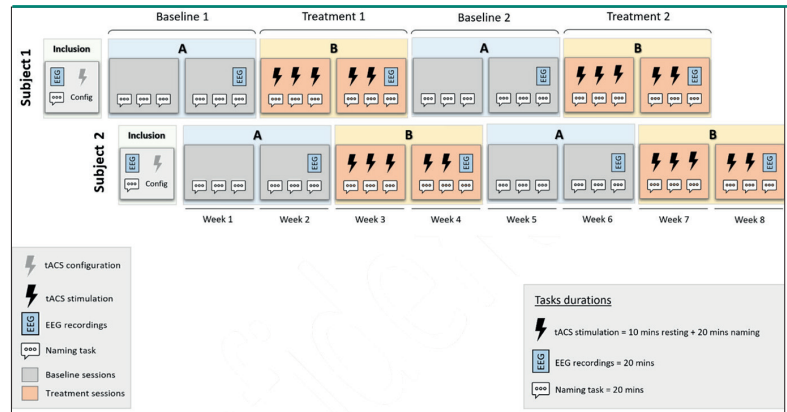 Baseline 1 Treatment 1 Baseline 2 Treatment 2
Subject 1
Inclusion A B A B
EEG EEG EEG EEG EEG
Config
Subject 2
Inclusion A B A B
EEG EEG EEG EEG EEG
Config
Week 1 Week 2 Week 3 Week 4 Week 5 Week 6 Week 7 Week 8
tACS configuration
tACS stimulation
EEG EEG recordings
Naming task
Baseline sessions
Treatment sessions
Tasks durations
tACS stimulation = 10 mins resting + 20 mins naming
EEG EEG recordings = 20 mins
Naming task = 20 mins